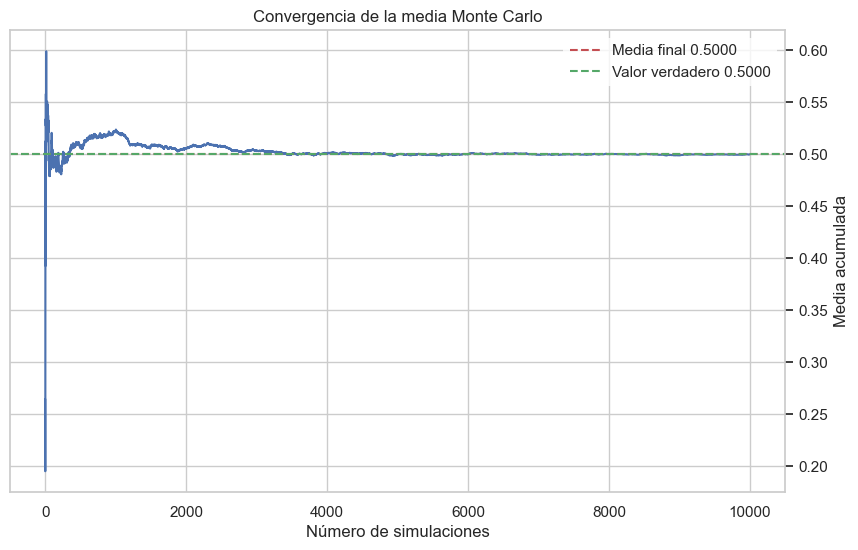 Convergencia de la media Monte Carlo
Media final 0.5000
Valor verdadero 0.5000
0.60
0.55
0.50
0.45
0.40
0.35
0.30
0.25
0.20
Media acumulada
0 2000 4000 6000 8000 10000
Número de simulaciones